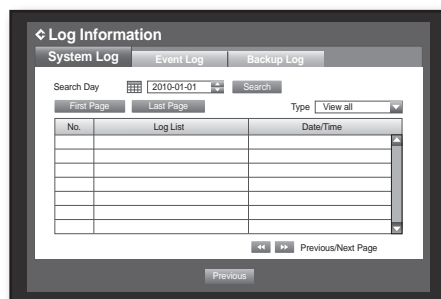 Log Information
System Log Event Log Backup Log
Search Day 2010-01-01 Search
First Page Last Page Type View all
No. Log List Date/Time
Previous/Next Page
Previous